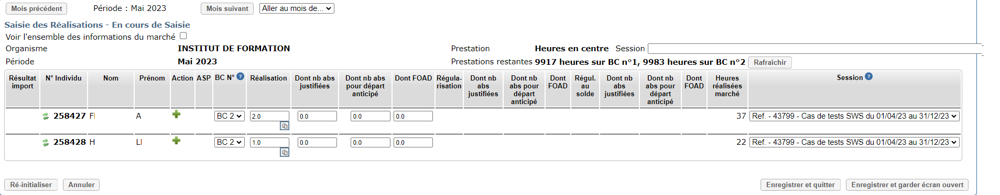 Mois précédent Période : Mai 2023 Mois suivant Aller au mois de...
Saisie des Réalisations - En cours de Saisie
Voir l'ensemble des informations du marché
Organisme INSTITUT DE FORMATION Prestation Heures en centre Session
Période Mai 2023 Prestations restantes 9917 heures sur BC n°1, 9983 heures sur BC n°2 Rafraîchir
Résultat import N° Individu Nom Prénom Action ASP BC N° ? Réalisation Dont nb abs justifiées Dont nb abs pour départ anticipé Dont FOAD Régula-risation Dont nb abs justifiées Dont nb abs pour départ anticipé Dont FOAD Régul. au solde Dont nb abs justifiées Dont nb abs pour départ anticipé Dont FOAD Heures réalisées marché Session ?
258427 A BC 2 2.0 0.0 0.0 0.0 37 Ref. - 43799 - Cas de tests SWS du 01/04/23 au 31/12/23
258428 H BC 2 1.0 0.0 0.0 0.0 22 Ref. - 43799 - Cas de tests SWS du 01/04/23 au 31/12/23
Ré-initialiser Annuler Enregistrer et quitter Enregistrer et garder écran ouvert